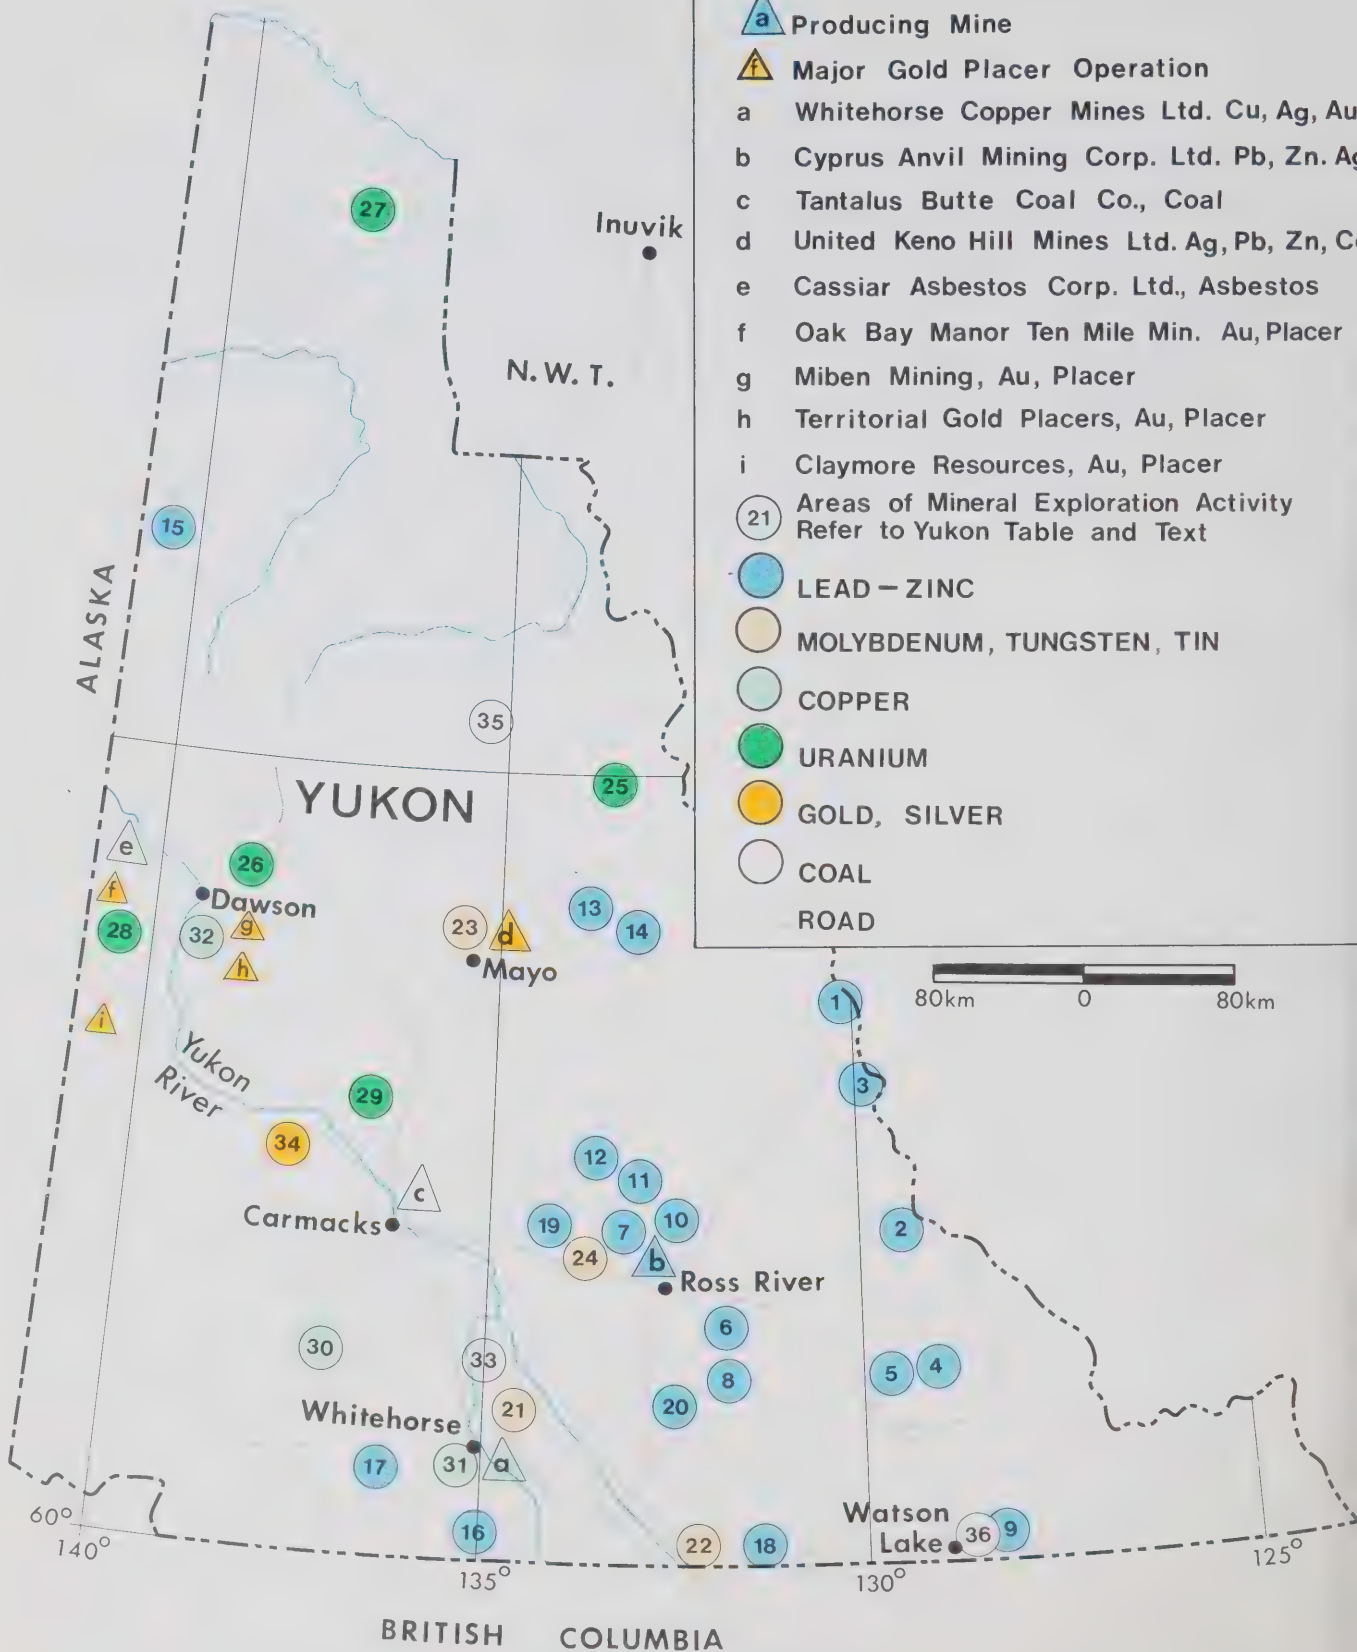 a Producing Mine
f Major Gold Placer Operation
a Whitehorse Copper Mines Ltd. Cu, Ag, Au
b Cyprus Anvil Mining Corp. Ltd. Pb, Zn. Ag
c Tantalus Butte Coal Co., Coal
d United Keno Hill Mines Ltd. Ag, Pb, Zn,
e Cassiar Asbestos Corp. Ltd., Asbestos
f Oak Bay Manor Ten Mile Min. Au, Placer
g Miben Mining, Au, Placer
h Territorial Gold Placers, Au, Placer
i Claymore Resources, Au, Placer
21 Areas of Mineral Exploration Activity
Refer to Yukon Table and Text
LEAD – ZINC
MOLYBDENUM, TUNGSTEN, TIN
COPPER
URANIUM
GOLD, SILVER
COAL
ROAD
80km 0 80km
27
Inuvik
N. W. T.
15
ALASKA
35
YUKON
25
e
26
f
Dawson
28
32
g
h
i
13
23
d
14
Mayo
1
3
Yukon
River
29
34
12
11
c
Carmacks
19
7
10
2
24
b
Ross River
6
30
33
5
4
8
20
21
Whitehorse
17
31
a
16
22
18
Watson
Lake
36
9
60°
140°
135°
130°
125°
BRITISH COLUMBIA